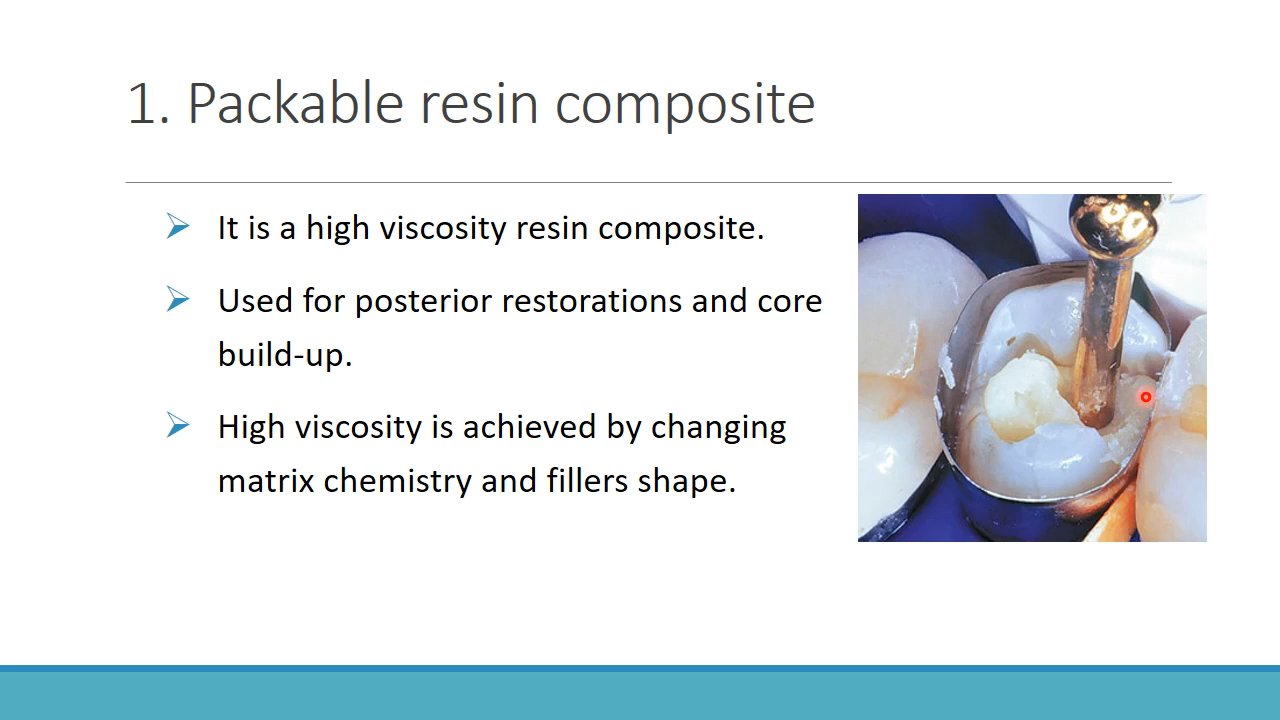 1. Packable resin composite
It is a high viscosity resin composite.
Used for posterior restorations and core
build-up.
High viscosity is achieved by changing
matrix chemistry and fillers shape.